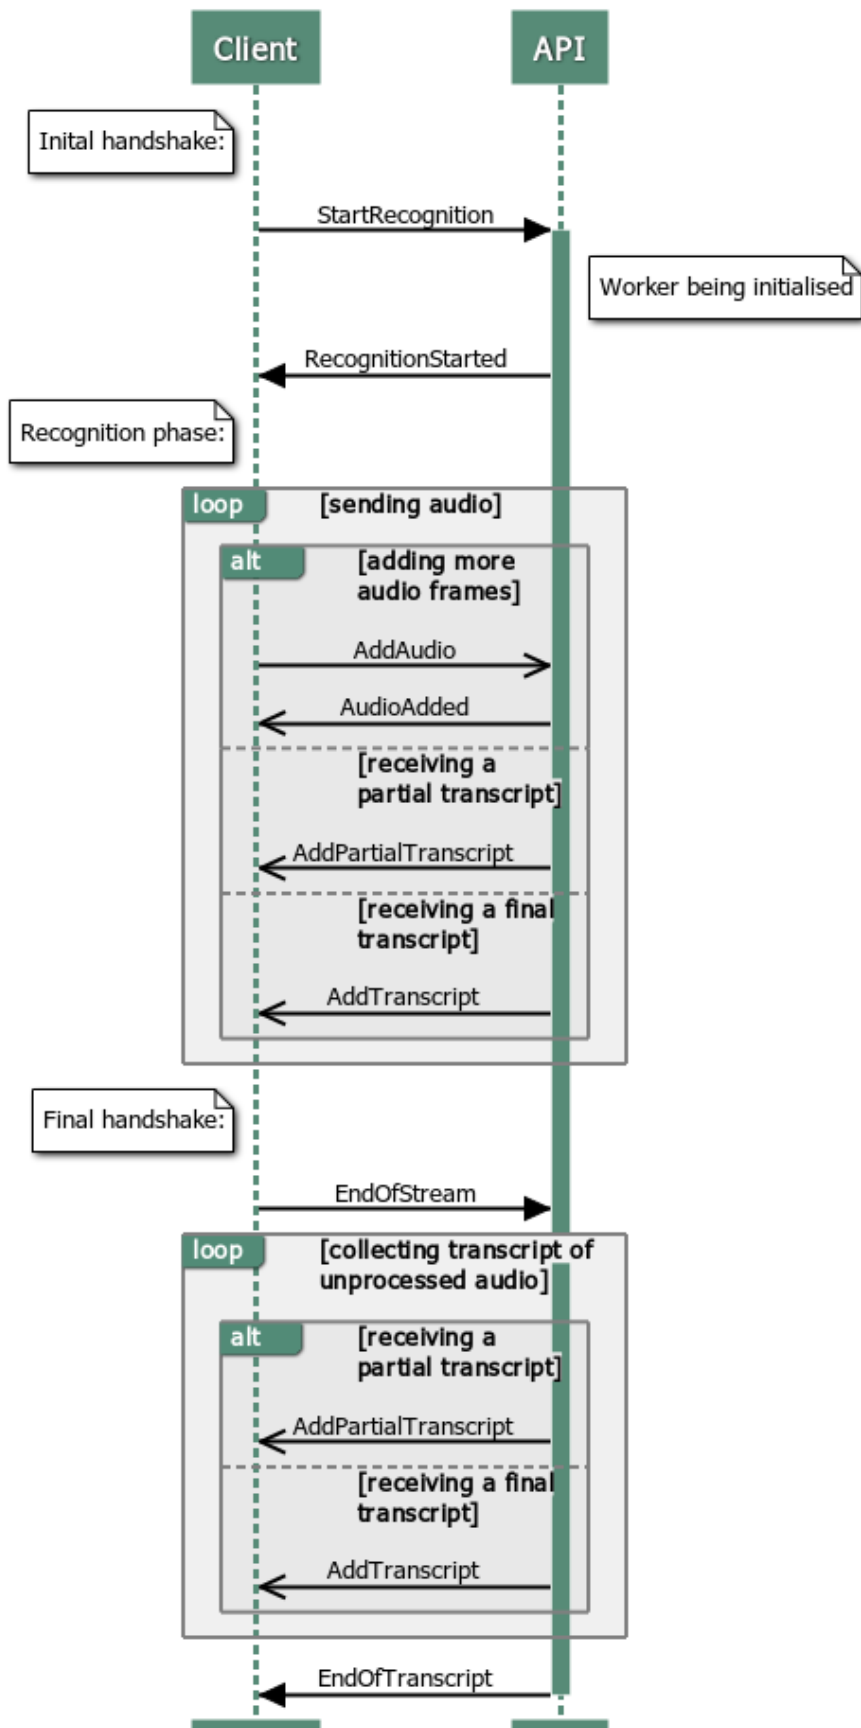 Client
API
Inital handshake:
StartRecognition
Worker being initialised
RecognitionStarted
Recognition phase:
loop
[sending audio]
alt
[adding more
audio frames]
AddAudio
AudioAdded
[receiving a
partial transcript]
AddPartialTranscript
[receiving a final
transcript]
AddTranscript
Final handshake:
EndOfStream
loop
[collecting transcript of
unprocessed audio]
alt
[receiving a
partial transcript]
AddPartialTranscript
[receiving a final
transcript]
AddTranscript
EndOfTranscript